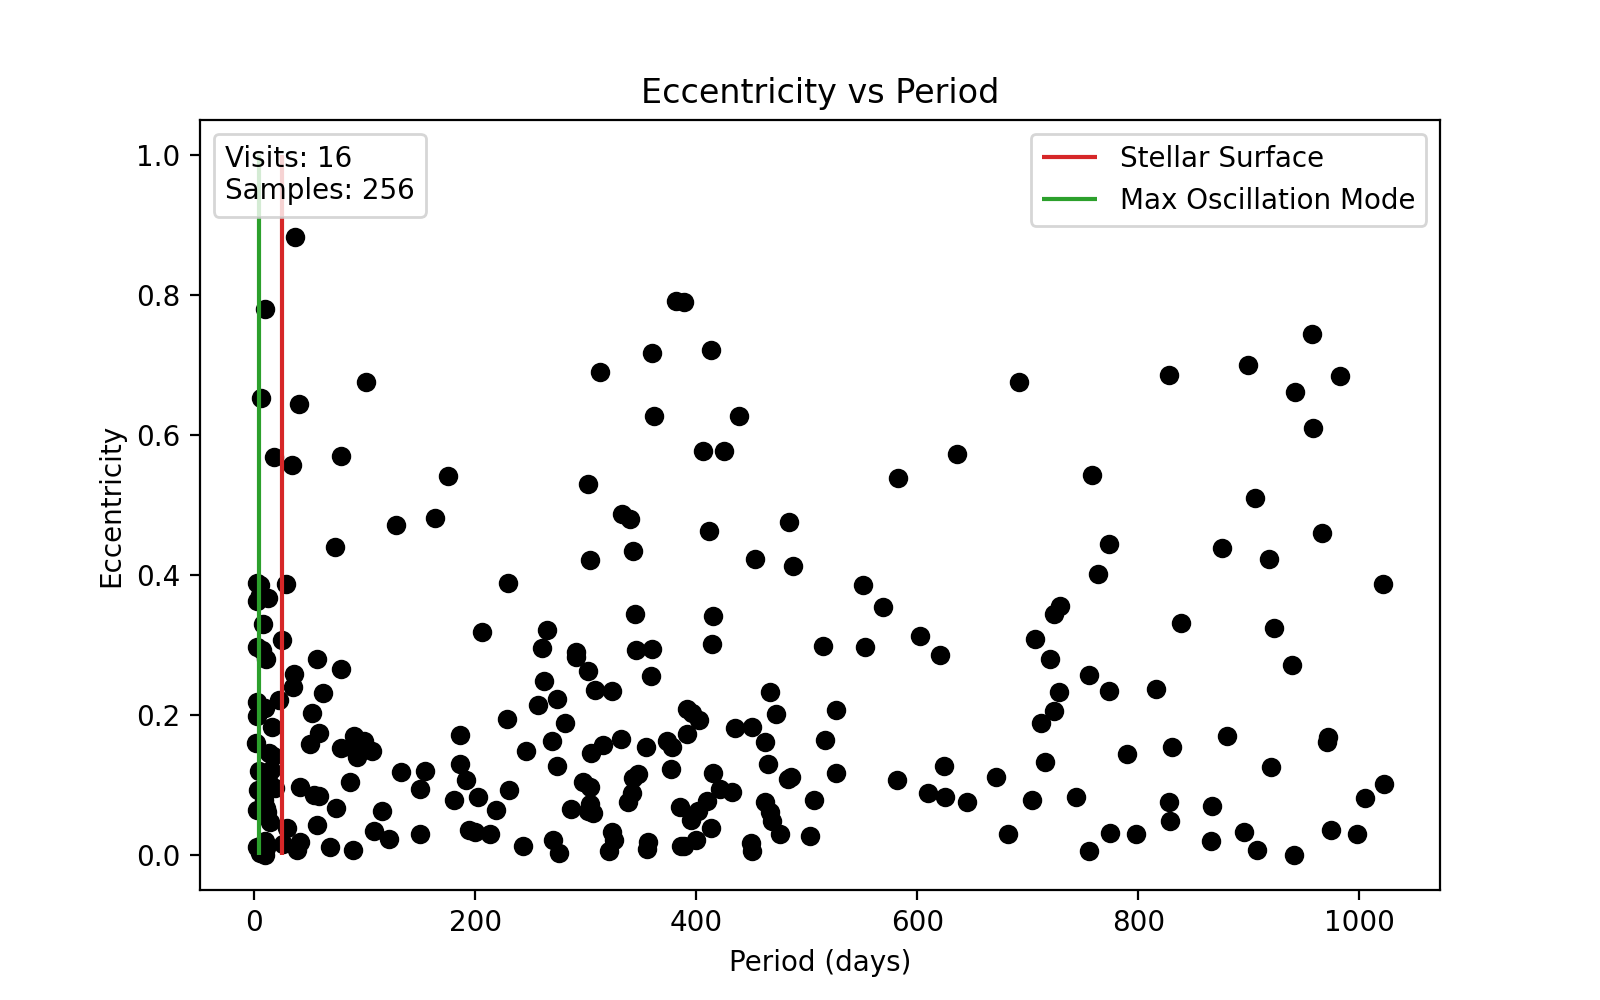 Eccentricity vs Period
Visits: 16
Samples: 256
Stellar Surface
Max Oscillation Mode
1.0
0.8
0.6
0.4
0.2
0.0
Eccentricity
0
200
400
600
800
1000
Period (days)